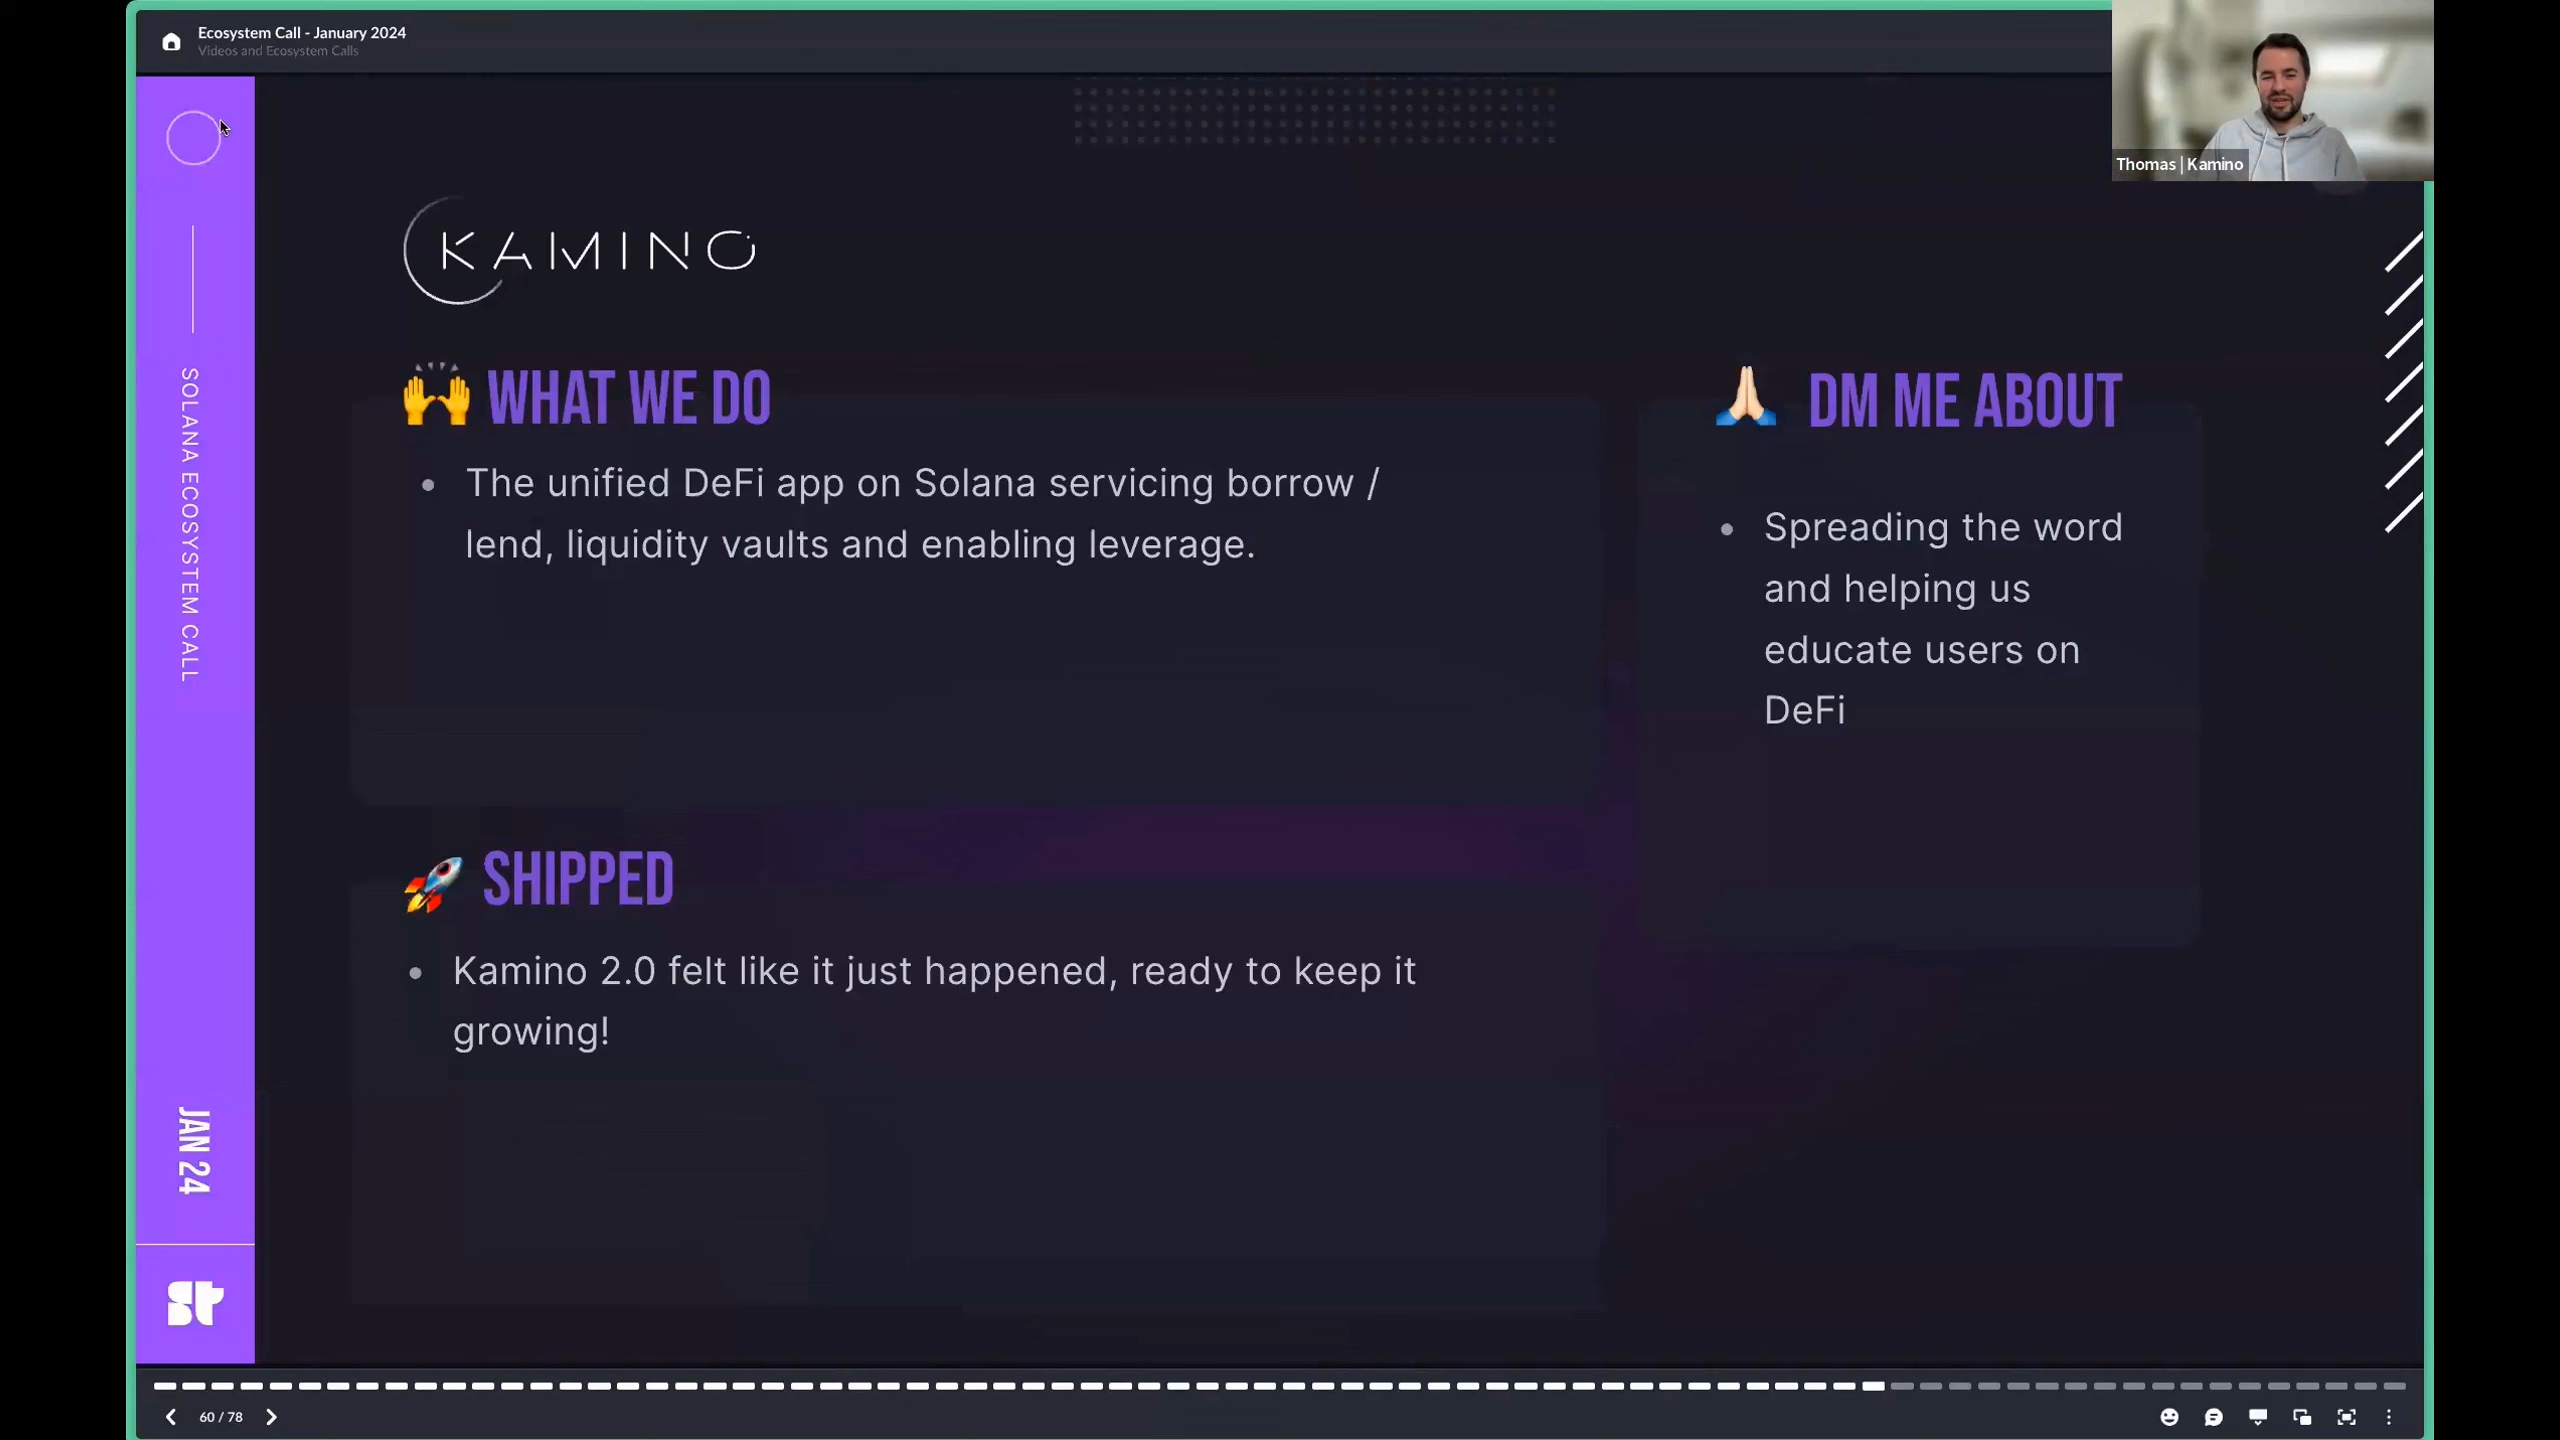 Ecosystem Call - January 2024
Videos and Ecosystem Calls
Thomas | Kamino
SOLANA ECOSYSTEM CALL
JAN 24
st
KAMINO
WHAT WE DO
The unified DeFi app on Solana servicing borrow /
lend, liquidity vaults and enabling leverage.
SHIPPED
Kamino 2.0 felt like it just happened, ready to keep it
growing!
DM ME ABOUT
Spreading the word
and helping us
educate users on
DeFi
60 / 78